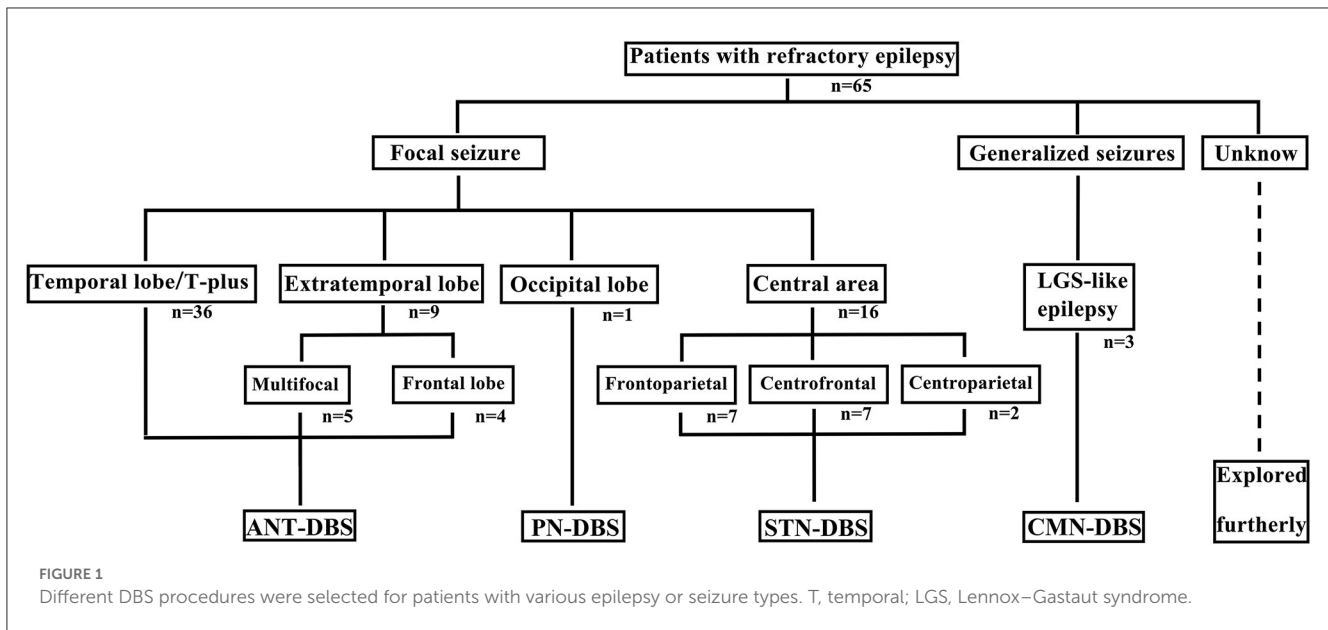 Patients with refractory epilepsy
n=65
Focal seizure
Generalized seizures
Unknow
Temporal lobe/T-plus
n=36
Extratemporal lobe
n=9
Occipital lobe
n=1
Central area
n=16
LGS-like
epilepsy
n=3
Multifocal
n=5
Frontal lobe
n=4
Frontoparietal
n=7
Centrofrontal
n=7
Centroparietal
n=2
ANT-DBS
PN-DBS
STN-DBS
CMN-DBS
Explored
furtherly
FIGURE 1
Different DBS procedures were selected for patients with various epilepsy or seizure types. T, temporal; LGS, Lennox–Gastaut syndrome.